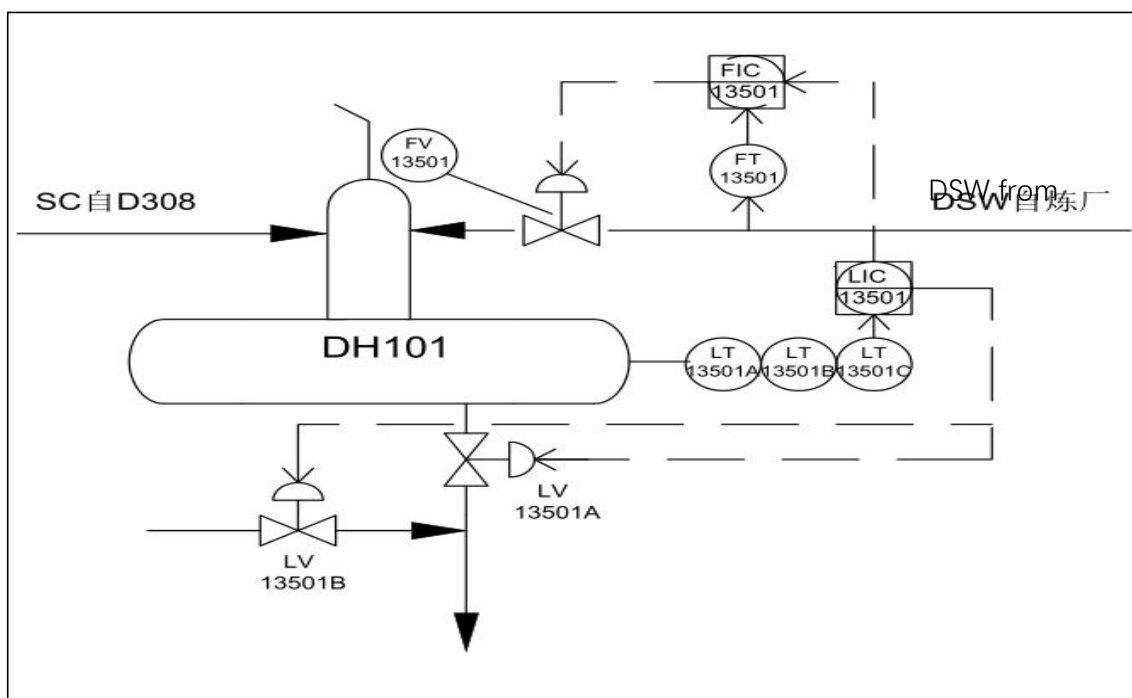 FIC
13501
FV
13501
FT
13501
SC自D308
DSW from
DSW自炼厂
LIC
13501
DH101
LT
13501A
LT
13501B
LT
13501C
LV
13501A
LV
13501B